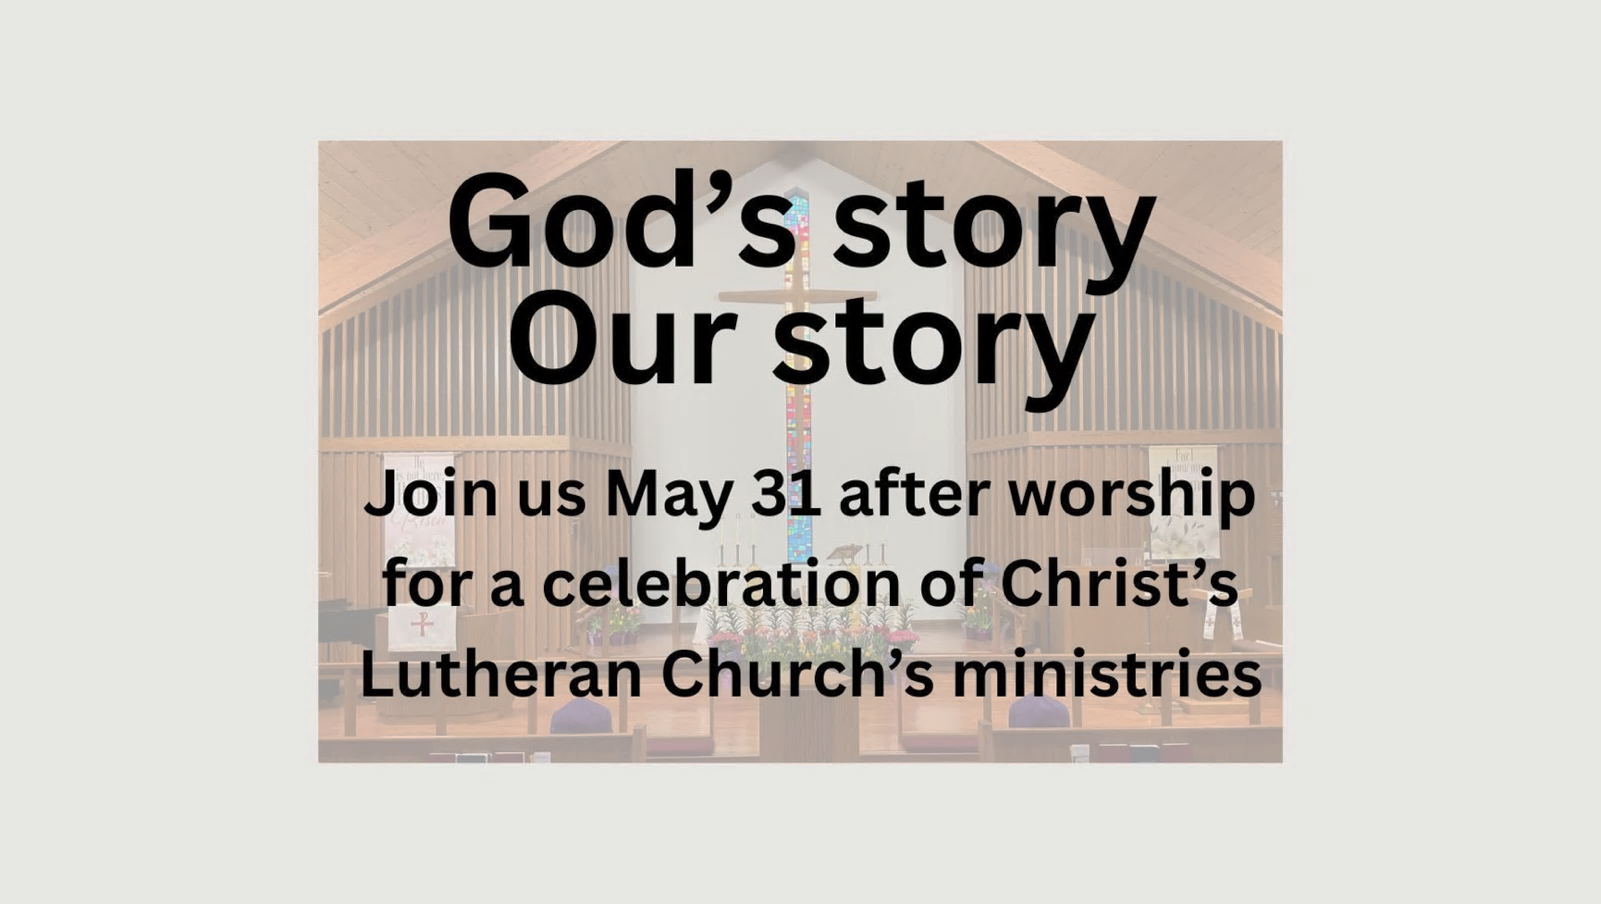 God’s story
Our story
Join us May 31 after worship
for a celebration of Christ’s
Lutheran Church’s ministries